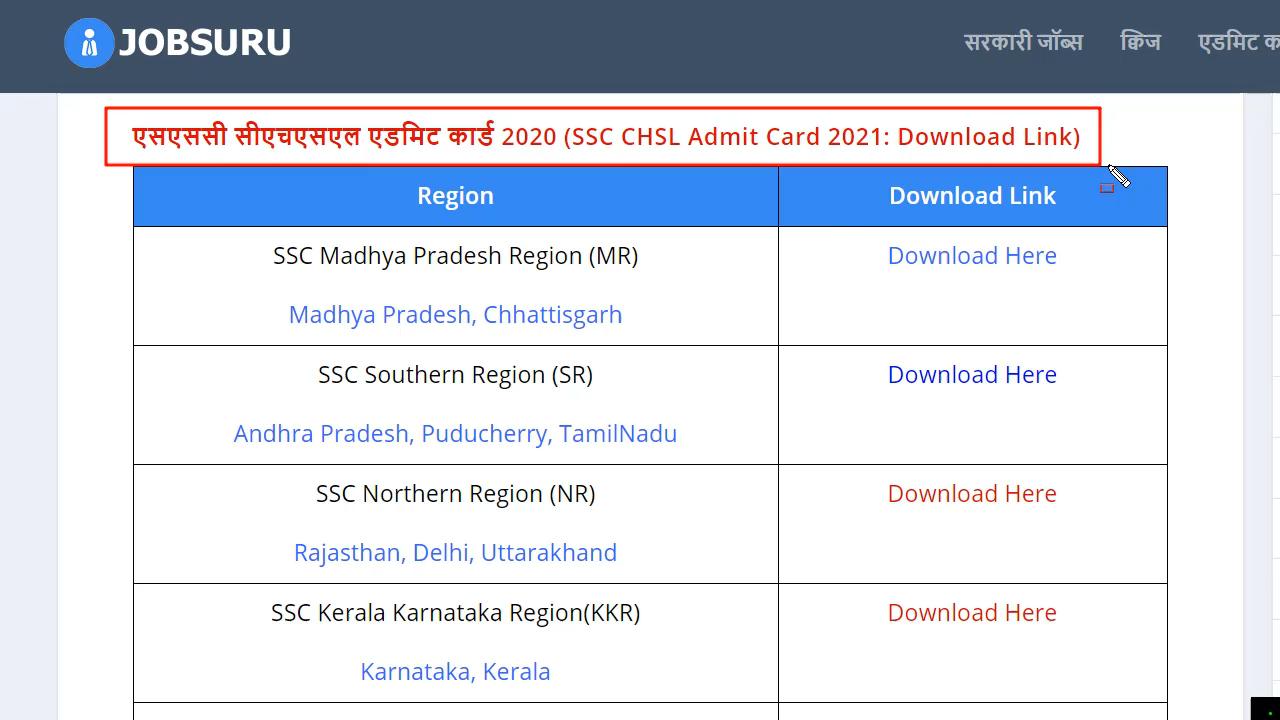 JOBSURU
सरकारी जॉब्स क्विज एडमिट
एसएससी सीएचएसएल एडमिट कार्ड 2020 (SSC CHSL Admit Card 2021: Download Link)
Region Download Link
SSC Madhya Pradesh Region (MR) Download Here
Madhya Pradesh, Chhattisgarh
SSC Southern Region (SR) Download Here
Andhra Pradesh, Puducherry, TamilNadu
SSC Northern Region (NR) Download Here
Rajasthan, Delhi, Uttarakhand
SSC Kerala Karnataka Region(KKR) Download Here
Karnataka, Kerala